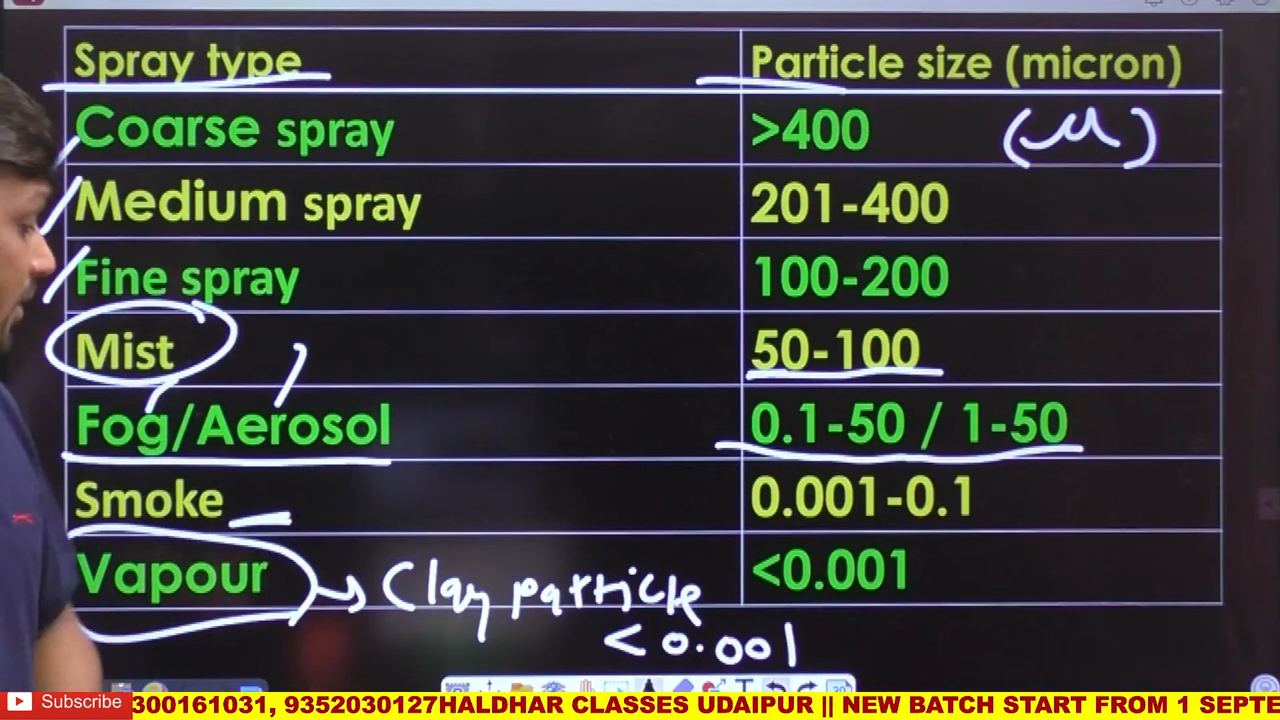 Spray type Particle size (micron)
Coarse spray >400 (μ)
Medium spray 201-400
Fine spray 100-200
Mist 50-100
Fog/Aerosol 0.1-50 / 1-50
Smoke 0.001-0.1
Vapour <0.001
Clay particle
<0.001
Subscribe 300161031, 9352030127HALDHAR CLASSES UDAIPUR || NEW BATCH START FROM 1 SEPTE